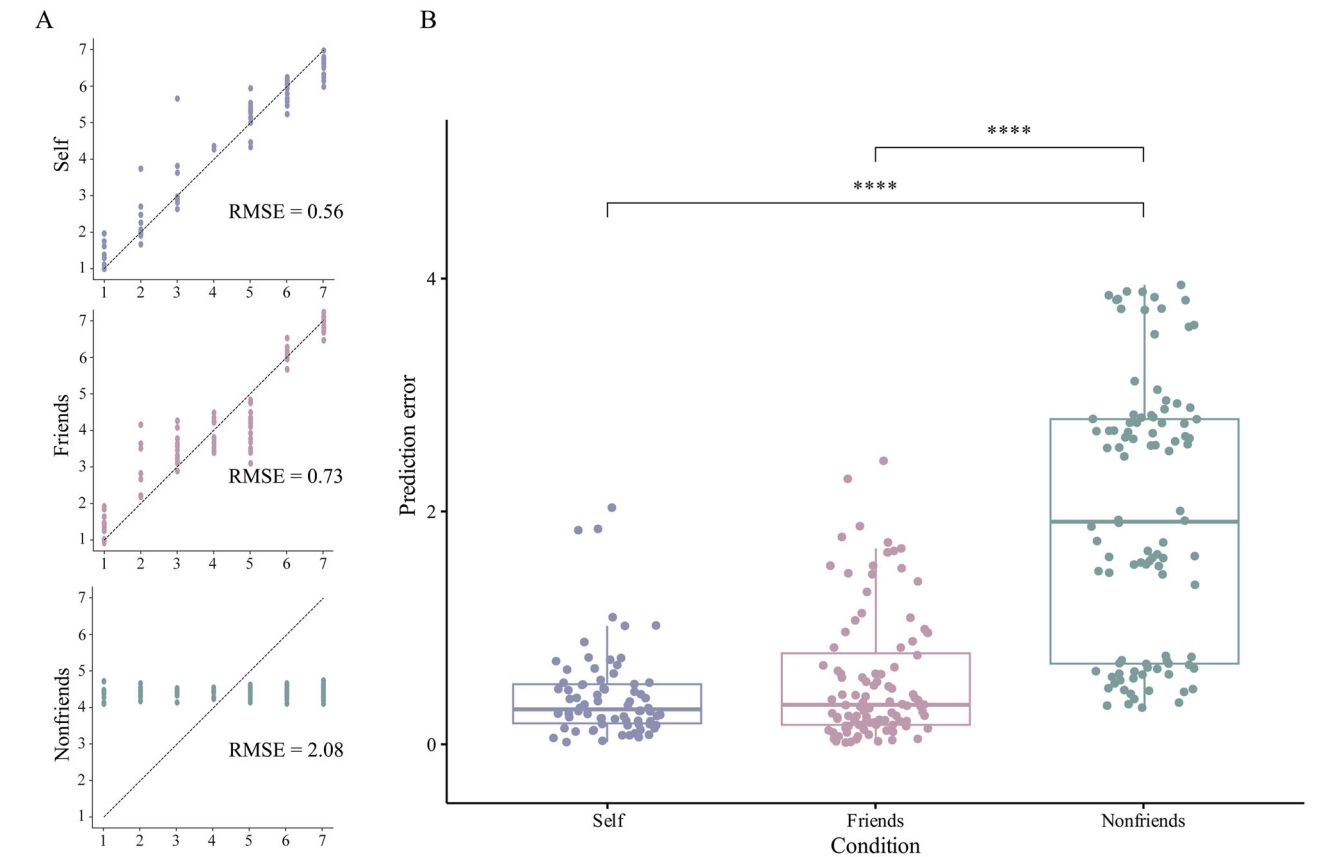 A
B
7
6
5
4
3
2
1
Self
RMSE = 0.56
1 2 3 4 5 6 7
7
6
5
4
3
2
1
Friends
RMSE = 0.73
1 2 3 4 5 6 7
7
6
5
4
3
2
1
Nonfriends
RMSE = 2.08
1 2 3 4 5 6 7
****
****
4
2
0
Prediction error
Self Friends Nonfriends
Condition